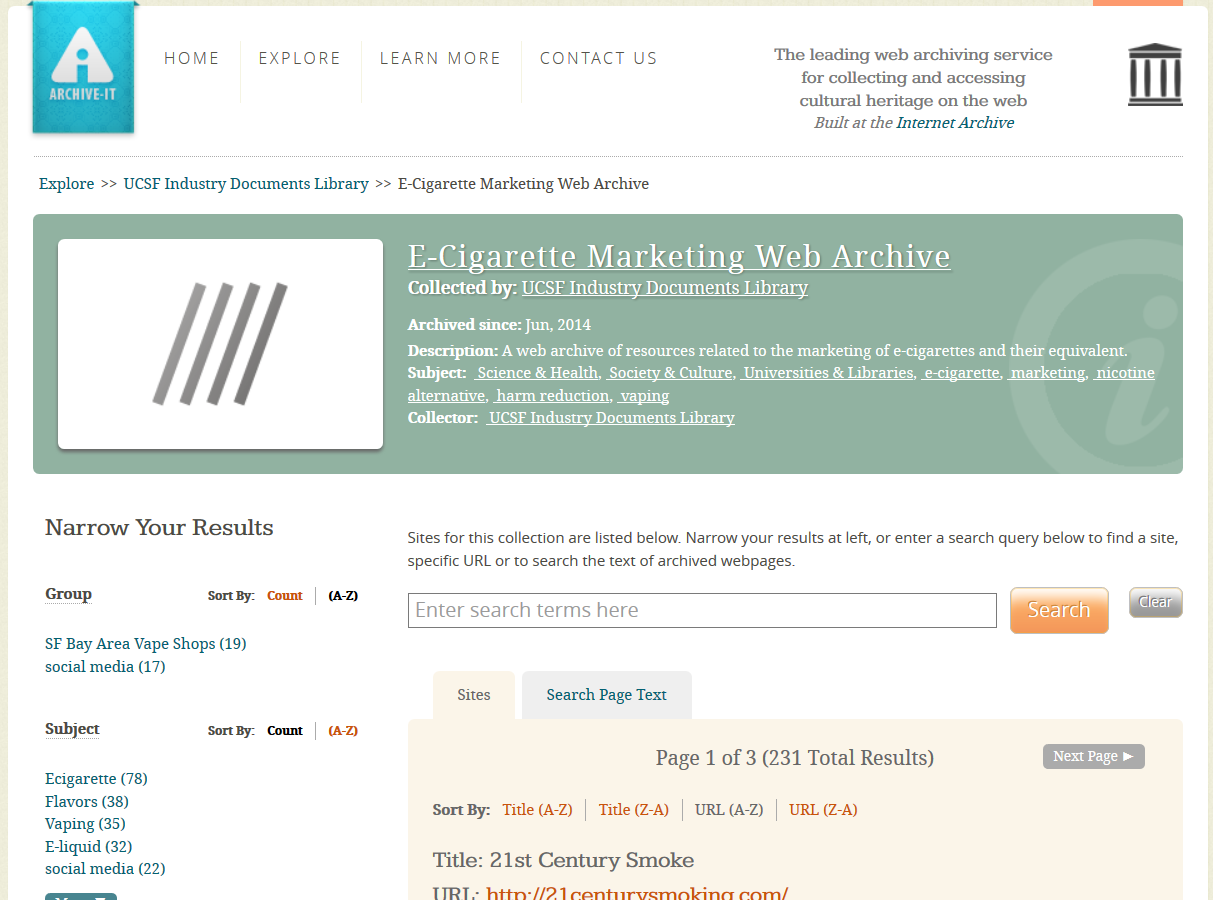 ARCHIVE-IT
HOME
EXPLORE
LEARN MORE
CONTACT US
The leading web archiving service
for collecting and accessing
cultural heritage on the web
Built at the Internet Archive
Explore >> UCSF Industry Documents Library >> E-Cigarette Marketing Web Archive
E-Cigarette Marketing Web Archive
Collected by: UCSF Industry Documents Library
Archived since: Jun, 2014
Description: A web archive of resources related to the marketing of e-cigarettes and their equivalent.
Subject: Science & Health, Society & Culture, Universities & Libraries, e-cigarette, marketing, nicotine
alternative, harm reduction, vaping
Collector: UCSF Industry Documents Library
Narrow Your Results
Group Sort By: Count (A-Z)
SF Bay Area Vape Shops (19)
social media (17)
Subject Sort By: Count (A-Z)
Ecigarette (78)
Flavors (38)
Vaping (35)
E-liquid (32)
social media (22)
Sites for this collection are listed below. Narrow your results at left, or enter a search query below to find a site,
specific URL or to search the text of archived webpages.
Enter search terms here
Search
Clear
Sites
Search Page Text
Page 1 of 3 (231 Total Results)
Next Page ►
Sort By: Title (A-Z) Title (Z-A) URL (A-Z) URL (Z-A)
Title: 21st Century Smoke
URL: http://21centurysmoking.com/